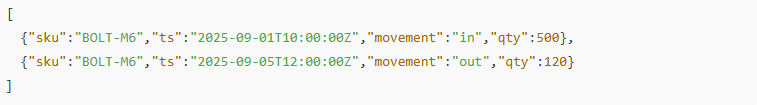 [
  {"sku":"BOLT-M6","ts":"2025-09-01T10:00:00Z","movement":"in","qty":500},
  {"sku":"BOLT-M6","ts":"2025-09-05T12:00:00Z","movement":"out","qty":120}
]